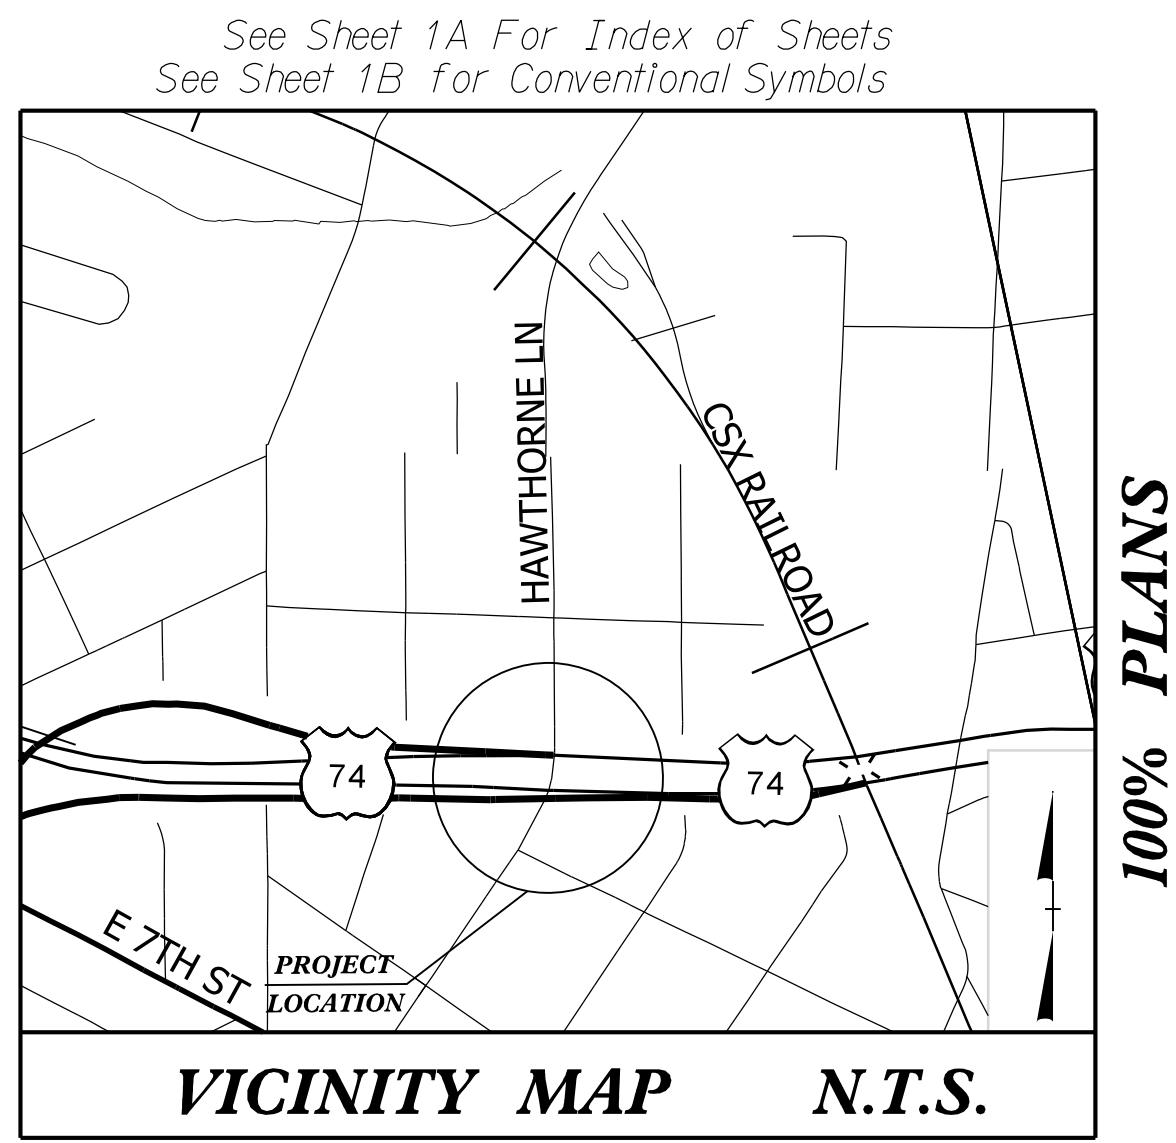 See Sheet 1A For Index of Sheets
See Sheet 1B for Conventional Symbols
HAWTHORNE LN
CSX RAILROAD
100% PLANS
74
74
E 7TH ST
PROJECT
LOCATION
VICINITY MAP N.T.S.